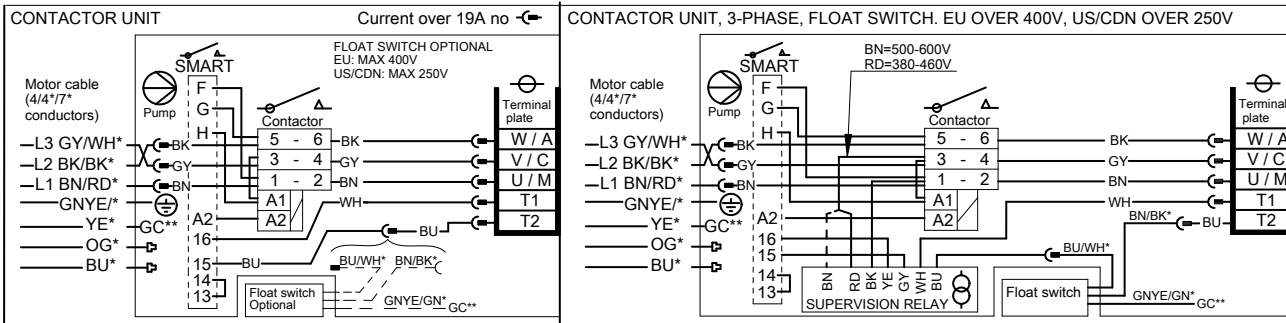 CONTACTOR UNIT
Current over 19A no
FLOAT SWITCH OPTIONAL
EU: MAX 400V
US/CDN: MAX 250V
SMART
Motor cable
(4/4*/7*
conductors)
Pump
F
G
H
Contactor
Terminal
plate
L3 GY/WH*
BK
5 - 6
BK
W / A
L2 BK/BK*
GY
3 - 4
GY
V / C
L1 BN/RD*
BN
1 - 2
BN
U / M
GNYE/*
A1
WH
T1
YE*
GC**
A2
A2
BU
T2
OG*
16
BU*
15
BU
BU/WH*
BN/BK*
14
13
Float switch
Optional
GNYE/GN*
GC**
CONTACTOR UNIT, 3-PHASE, FLOAT SWITCH. EU OVER 400V, US/CDN OVER 250V
BN=500-600V
RD=380-460V
SMART
Motor cable
(4/4*/7*
conductors)
Pump
F
G
H
Contactor
Terminal
plate
L3 GY/WH*
BK
5 - 6
BK
W / A
L2 BK/BK*
GY
3 - 4
GY
V / C
L1 BN/RD*
BN
1 - 2
BN
U / M
GNYE/*
A1
WH
T1
YE*
GC**
A2
A2
BN/BK*
BU
T2
OG*
16
BU*
15
BU/WH*
14
13
BN
RD
BK
YE
GY
WH
BU
SUPERVISION RELAY
Float switch
GNYE/GN*
GC**